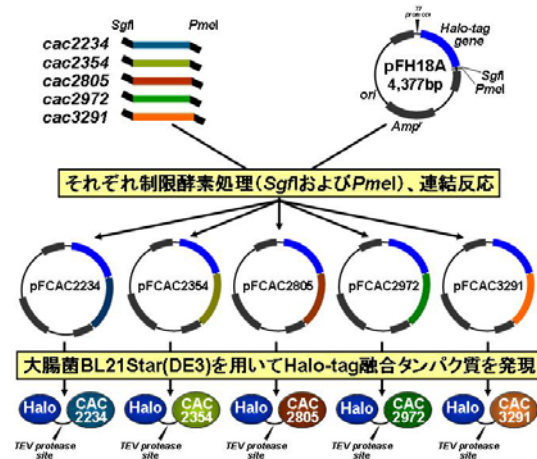 SgfI PmeI
cac2234
cac2354
cac2805
cac2972
cac3291
T7
promoter
Halo-tag
gene
pFH18A
4,377bp
SgfI
PmeI
ori
Ampʳ
それぞれ制限酵素処理(SgfIおよびPmeI)、連結反応
pFCAC2234 pFCAC2354 pFCAC2805 pFCAC2972 pFCAC3291
大腸菌BL21Star(DE3)を用いてHalo-tag融合タンパク質を発現
Halo CAC 2234 Halo CAC 2354 Halo CAC 2805 Halo CAC 2972 Halo CAC 3291
TEV protease site TEV protease site TEV protease site TEV protease site TEV protease site